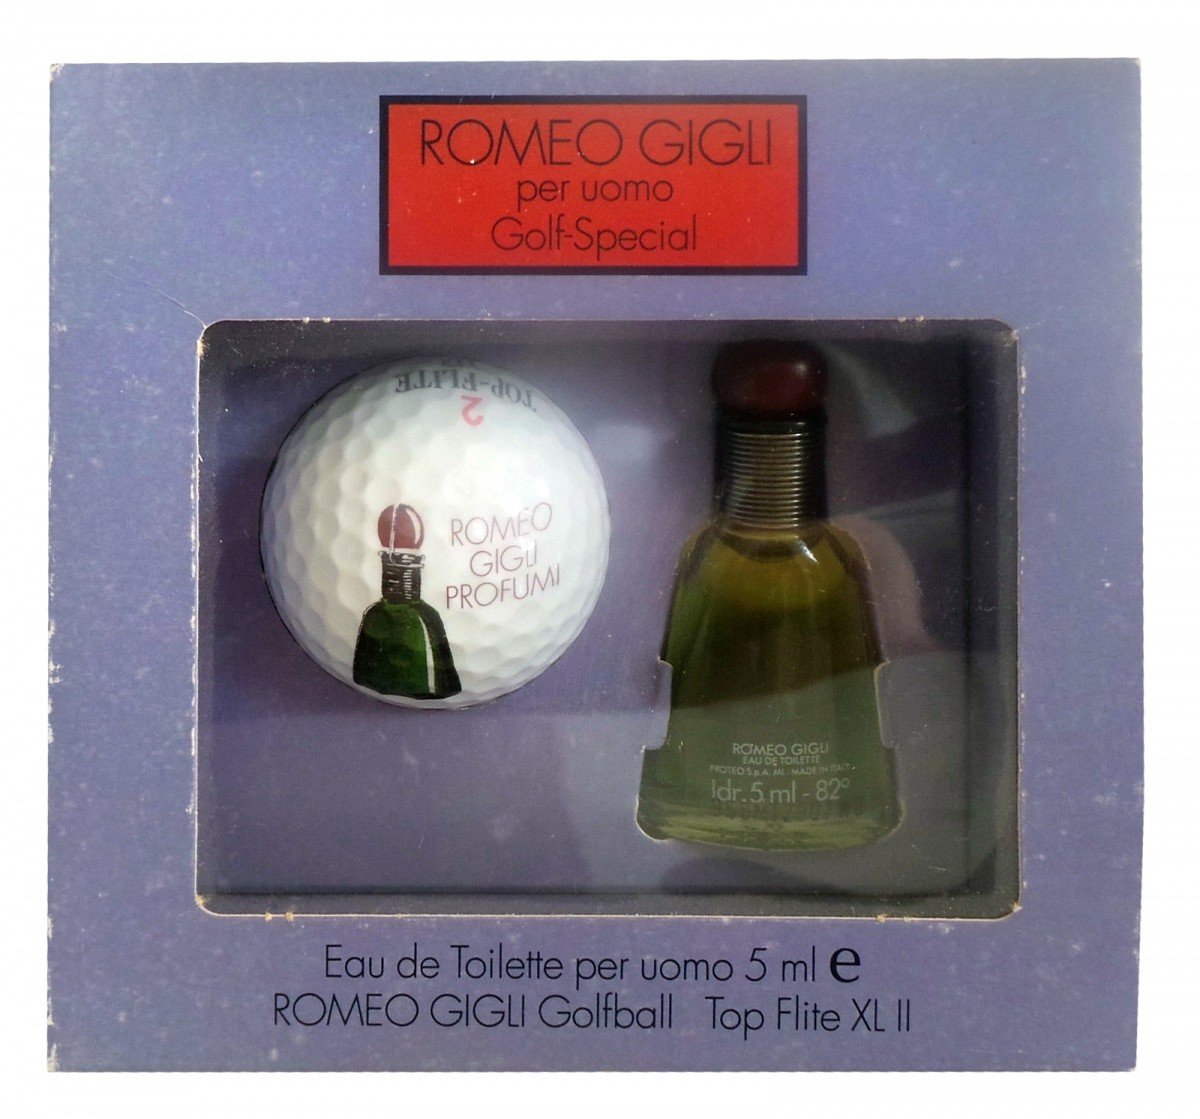 ROMEO GIGLI
per uomo
Golf-Special
TOP-FLITE
2
ROMEO
GIGLI
PROFUMI
ROMEO GIGLI
EAU DE TOILETTE
PROTEO S.p.A. MI - MADE IN ITALY
Idr. 5 ml - 82°
Eau de Toilette per uomo 5 ml e
ROMEO GIGLI Golfball Top Flite XL II